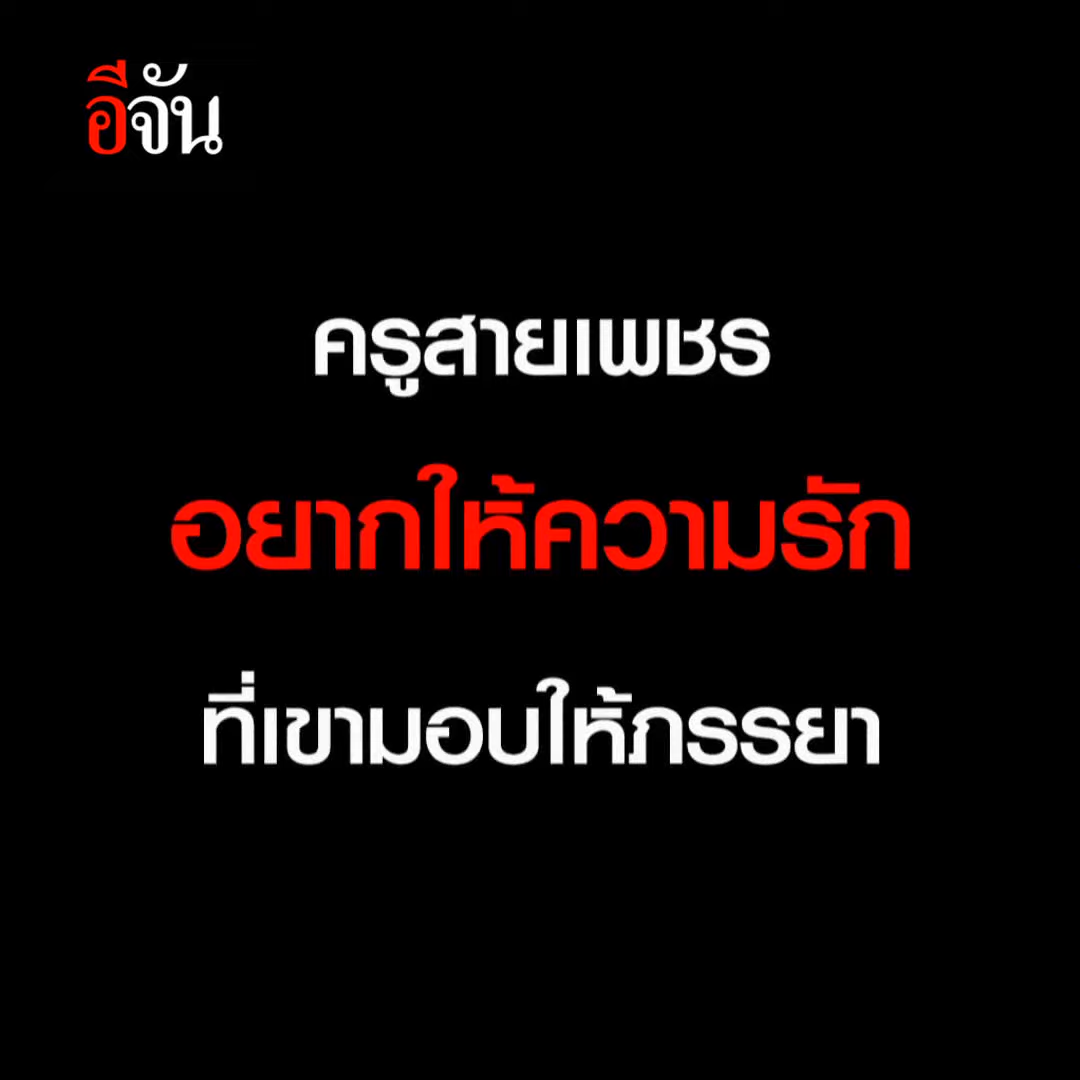 อีจัน
ครูสายเพชร
อยากให้ความรัก
ที่เขามอบให้ภรรยา